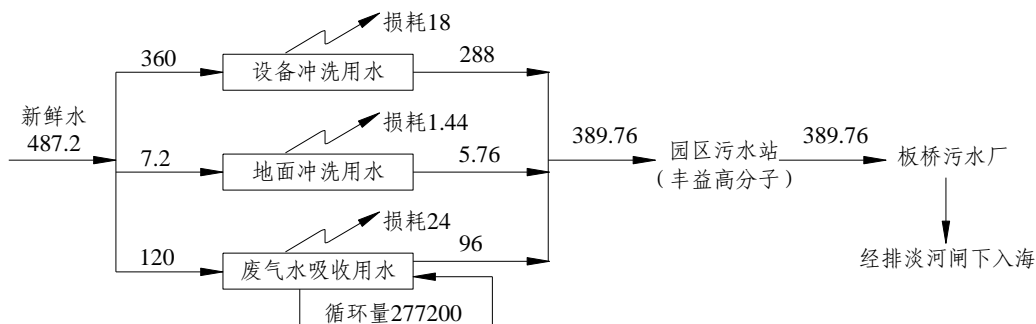 损耗18
360
设备冲洗用水
288
新鲜水
487.2
损耗1.44
7.2
地面冲洗用水
5.76
389.76
园区污水站
（丰益高分子）
389.76
板桥污水厂
损耗24
120
废气水吸收用水
96
经排淡河闸下入海
循环量277200